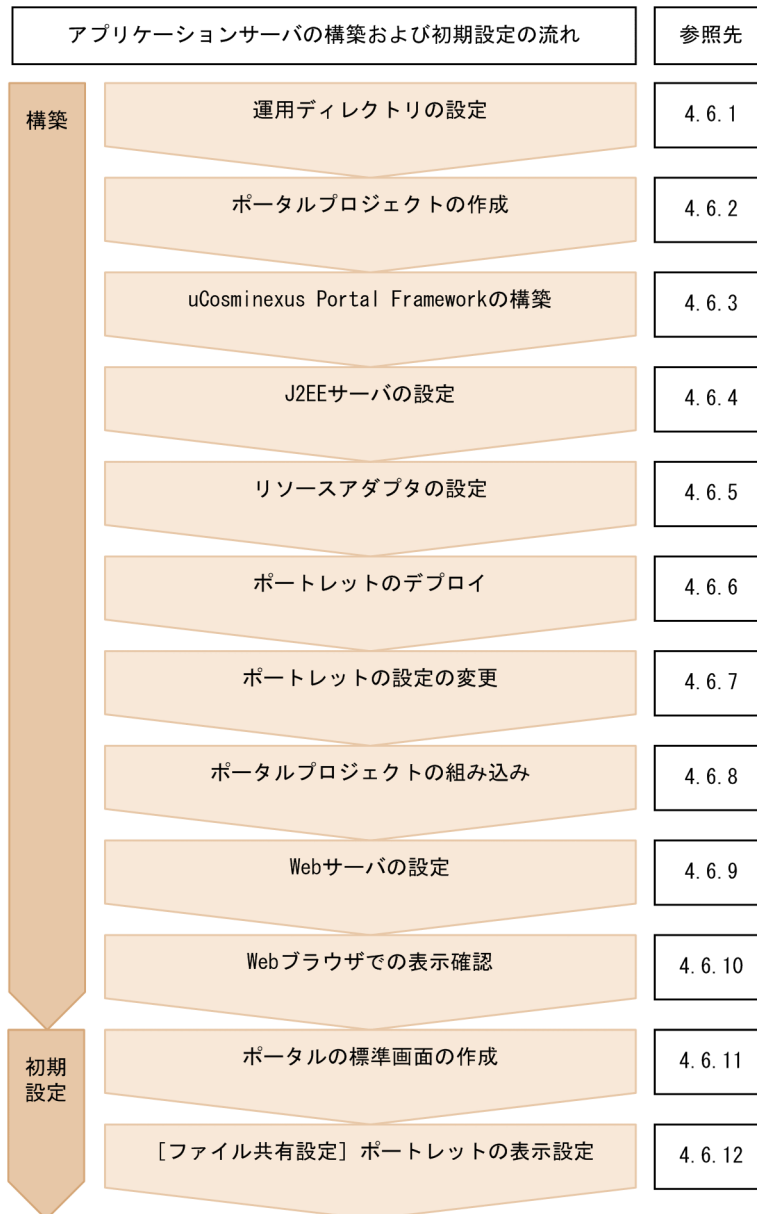 アプリケーションサーバの構築および初期設定の流れ 参照先
構築
運用ディレクトリの設定 4.6.1
ポータルプロジェクトの作成 4.6.2
uCosminexus Portal Frameworkの構築 4.6.3
J2EEサーバの設定 4.6.4
リソースアダプタの設定 4.6.5
ポートレットのデプロイ 4.6.6
ポートレットの設定の変更 4.6.7
ポータルプロジェクトの組み込み 4.6.8
Webサーバの設定 4.6.9
Webブラウザでの表示確認 4.6.10
初期
設定
ポータルの標準画面の作成 4.6.11
［ファイル共有設定］ポートレットの表示設定 4.6.12